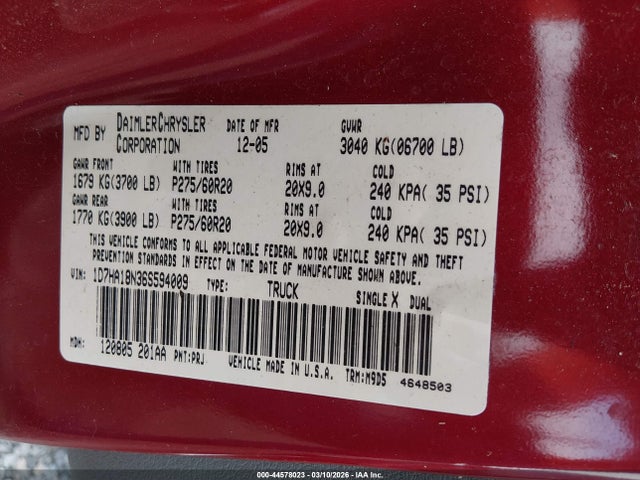 MFD BY DAIMLERCHRYSLER CORPORATION DATE OF MFR 12-05 GVWR 3040 KG(06700 LB)
GAWR FRONT WITH TIRES RIMS AT COLD
1679 KG(3700 LB) P275/60R20 20X9.0 240 KPA( 35 PSI)
GAWR REAR WITH TIRES RIMS AT COLD
1770 KG(3900 LB) P275/60R20 20X9.0 240 KPA( 35 PSI)
THIS VEHICLE CONFORMS TO ALL APPLICABLE FEDERAL MOTOR VEHICLE SAFETY AND THEFT
PREVENTION STANDARDS IN EFFECT ON THE DATE OF MANUFACTURE SHOWN ABOVE.
VIN: 1D7HA18N36S594009 TYPE: TRUCK SINGLE X DUAL
MDH: 120805 201AA PNT:PRJ VEHICLE MADE IN U.S.A. TRM:M9D5 4648503
000-44578023 - 03/10/2026 - IAA Inc.